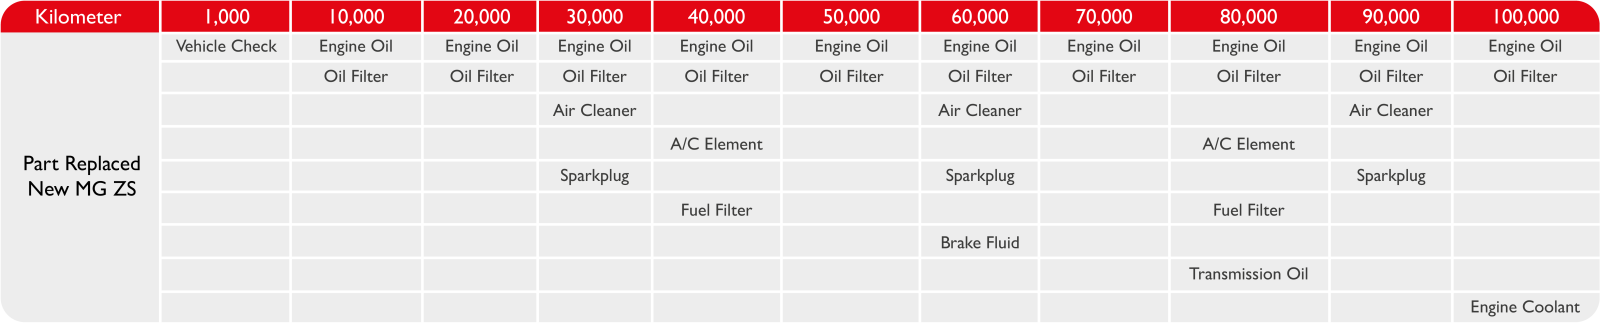 Kilometer 1,000 10,000 20,000 30,000 40,000 50,000 60,000 70,000 80,000 90,000 100,000
Vehicle Check Engine Oil Engine Oil Engine Oil Engine Oil Engine Oil Engine Oil Engine Oil Engine Oil Engine Oil Engine Oil
Oil Filter Oil Filter Oil Filter Oil Filter Oil Filter Oil Filter Oil Filter Oil Filter Oil Filter Oil Filter
Air Cleaner Air Cleaner Air Cleaner
A/C Element A/C Element
Part Replaced
New MG ZS
Sparkplug Sparkplug Sparkplug
Fuel Filter Fuel Filter
Brake Fluid
Transmission Oil
Engine Coolant